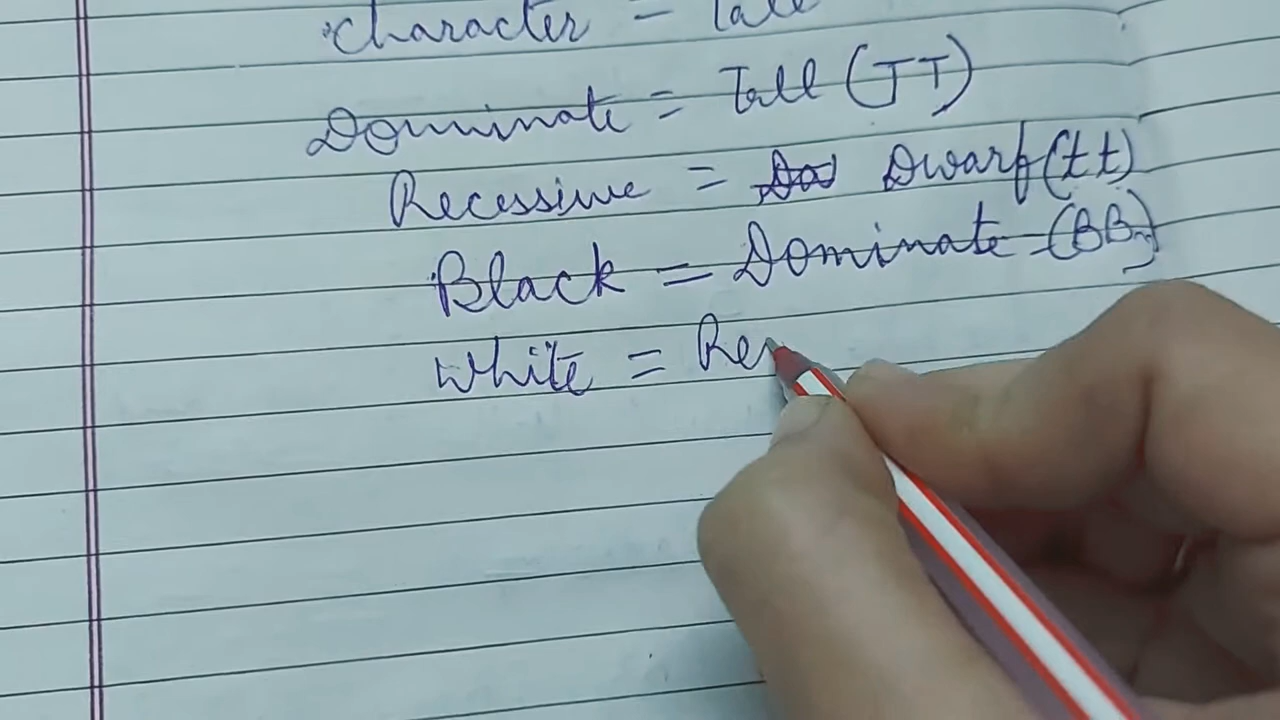 Character - Tall
Dominate = Tall (TT)
Recessive = Dwarf (tt)
Black = Dominate (BB)
White = Re